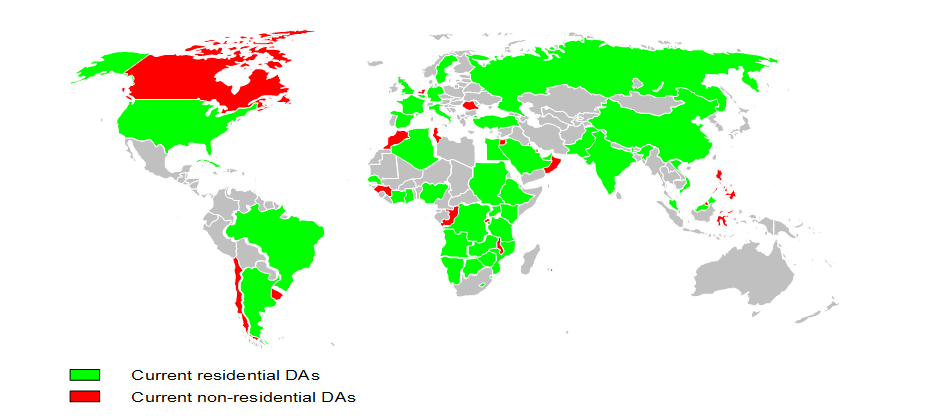 Current residential DAs
Current non-residential DAs